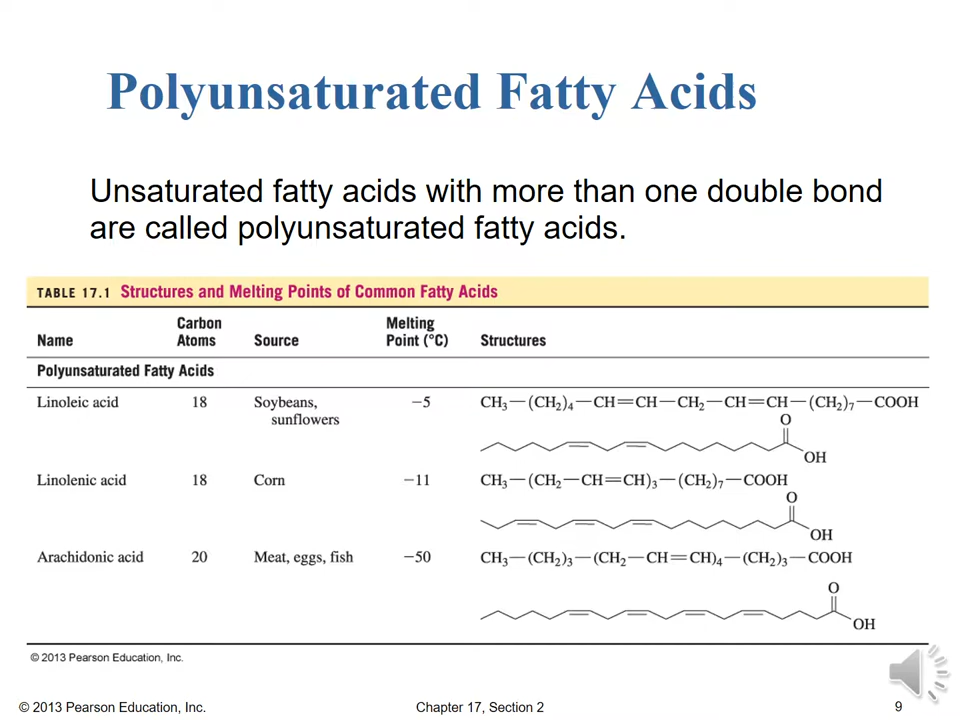 Polyunsaturated Fatty Acids
Unsaturated fatty acids with more than one double bond
are called polyunsaturated fatty acids.
TABLE 17.1 Structures and Melting Points of Common Fatty Acids
Name Carbon Atoms Source Melting Point (°C) Structures
Polyunsaturated Fatty Acids
Linoleic acid 18 Soybeans, sunflowers −5 CH₃—(CH₂)₄—CH=CH—CH₂—CH=CH—(CH₂)₇—COOH
O
OH
Linolenic acid 18 Corn −11 CH₃—(CH₂—CH=CH)₃—(CH₂)₇—COOH
O
OH
Arachidonic acid 20 Meat, eggs, fish −50 CH₃—(CH₂)₃—(CH₂—CH=CH)₄—(CH₂)₃—COOH
O
OH
© 2013 Pearson Education, Inc.
© 2013 Pearson Education, Inc. Chapter 17, Section 2 9